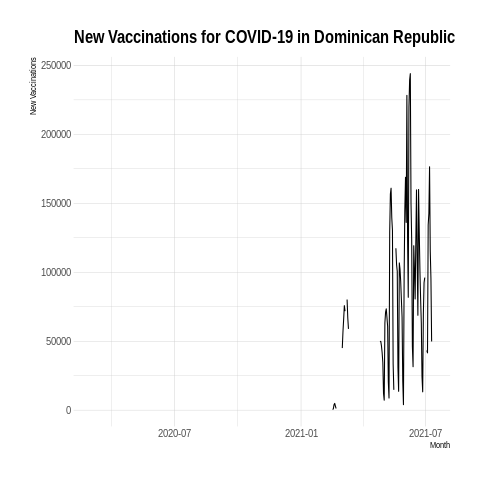 New Vaccinations for COVID-19 in Dominican Republic
New Vaccinations
250000
200000
150000
100000
50000
0
2020-07 2021-01 2021-07
Month